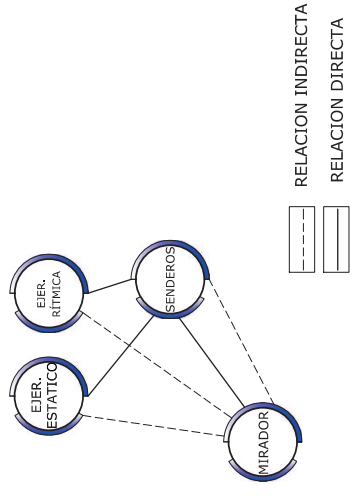 EJER.
RÍTMICA
EJER.
ESTATICO
SENDEROS
MIRADOR
RELACION INDIRECTA
RELACION DIRECTA